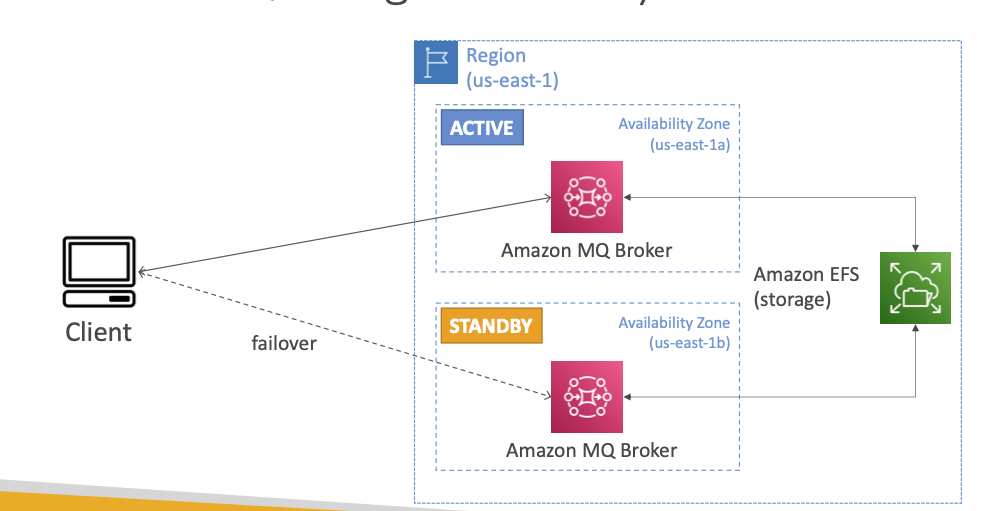 Region
(us-east-1)
ACTIVE
Availability Zone
(us-east-1a)
Amazon MQ Broker
Client
failover
Amazon EFS
(storage)
STANDBY
Availability Zone
(us-east-1b)
Amazon MQ Broker